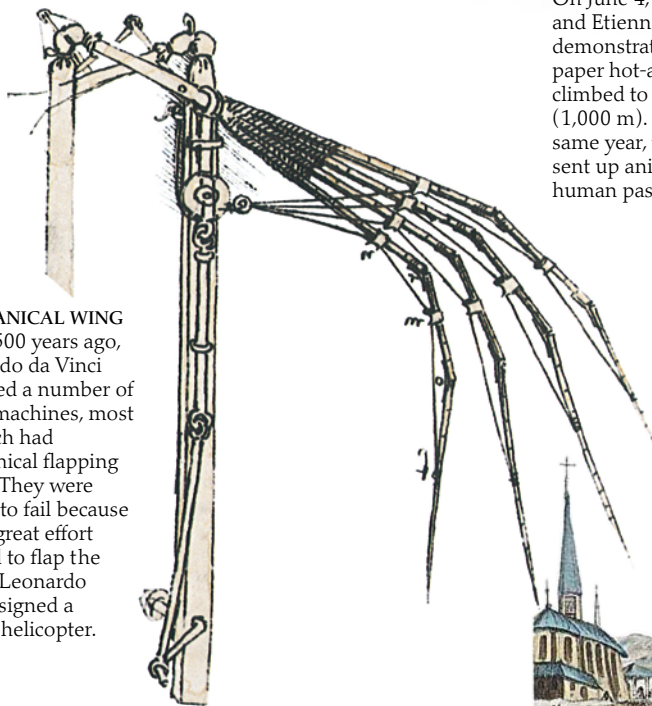 On June 4,
and Etienn
demonstrat
paper hot-a
climbed to
(1,000 m).
same year,
sent up ani
human pas
ANICAL WING
500 years ago,
do da Vinci
ed a number of
machines, most
ch had
nical flapping
They were
to fail because
great effort
to flap the
Leonardo
signed a
helicopter.